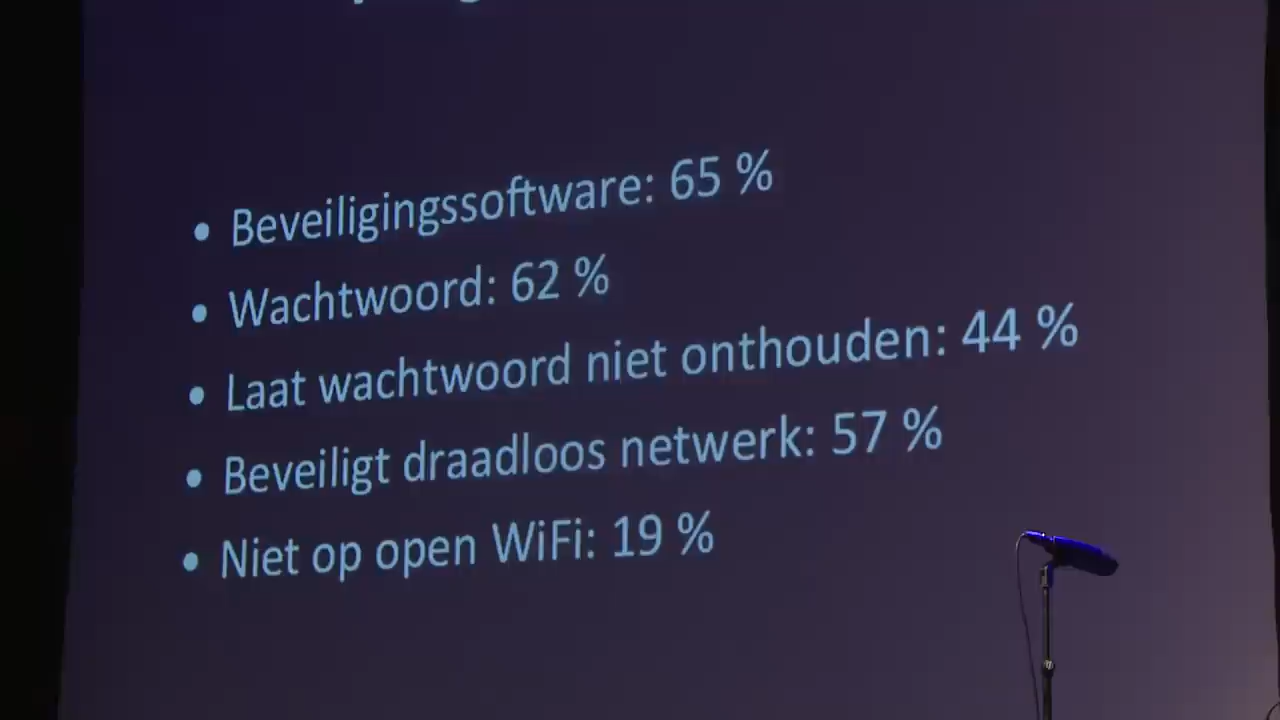 • Beveiligingssoftware: 65 %
• Wachtwoord: 62 %
• Laat wachtwoord niet onthouden: 44 %
• Beveiligt draadloos netwerk: 57 %
• Niet op open WiFi: 19 %